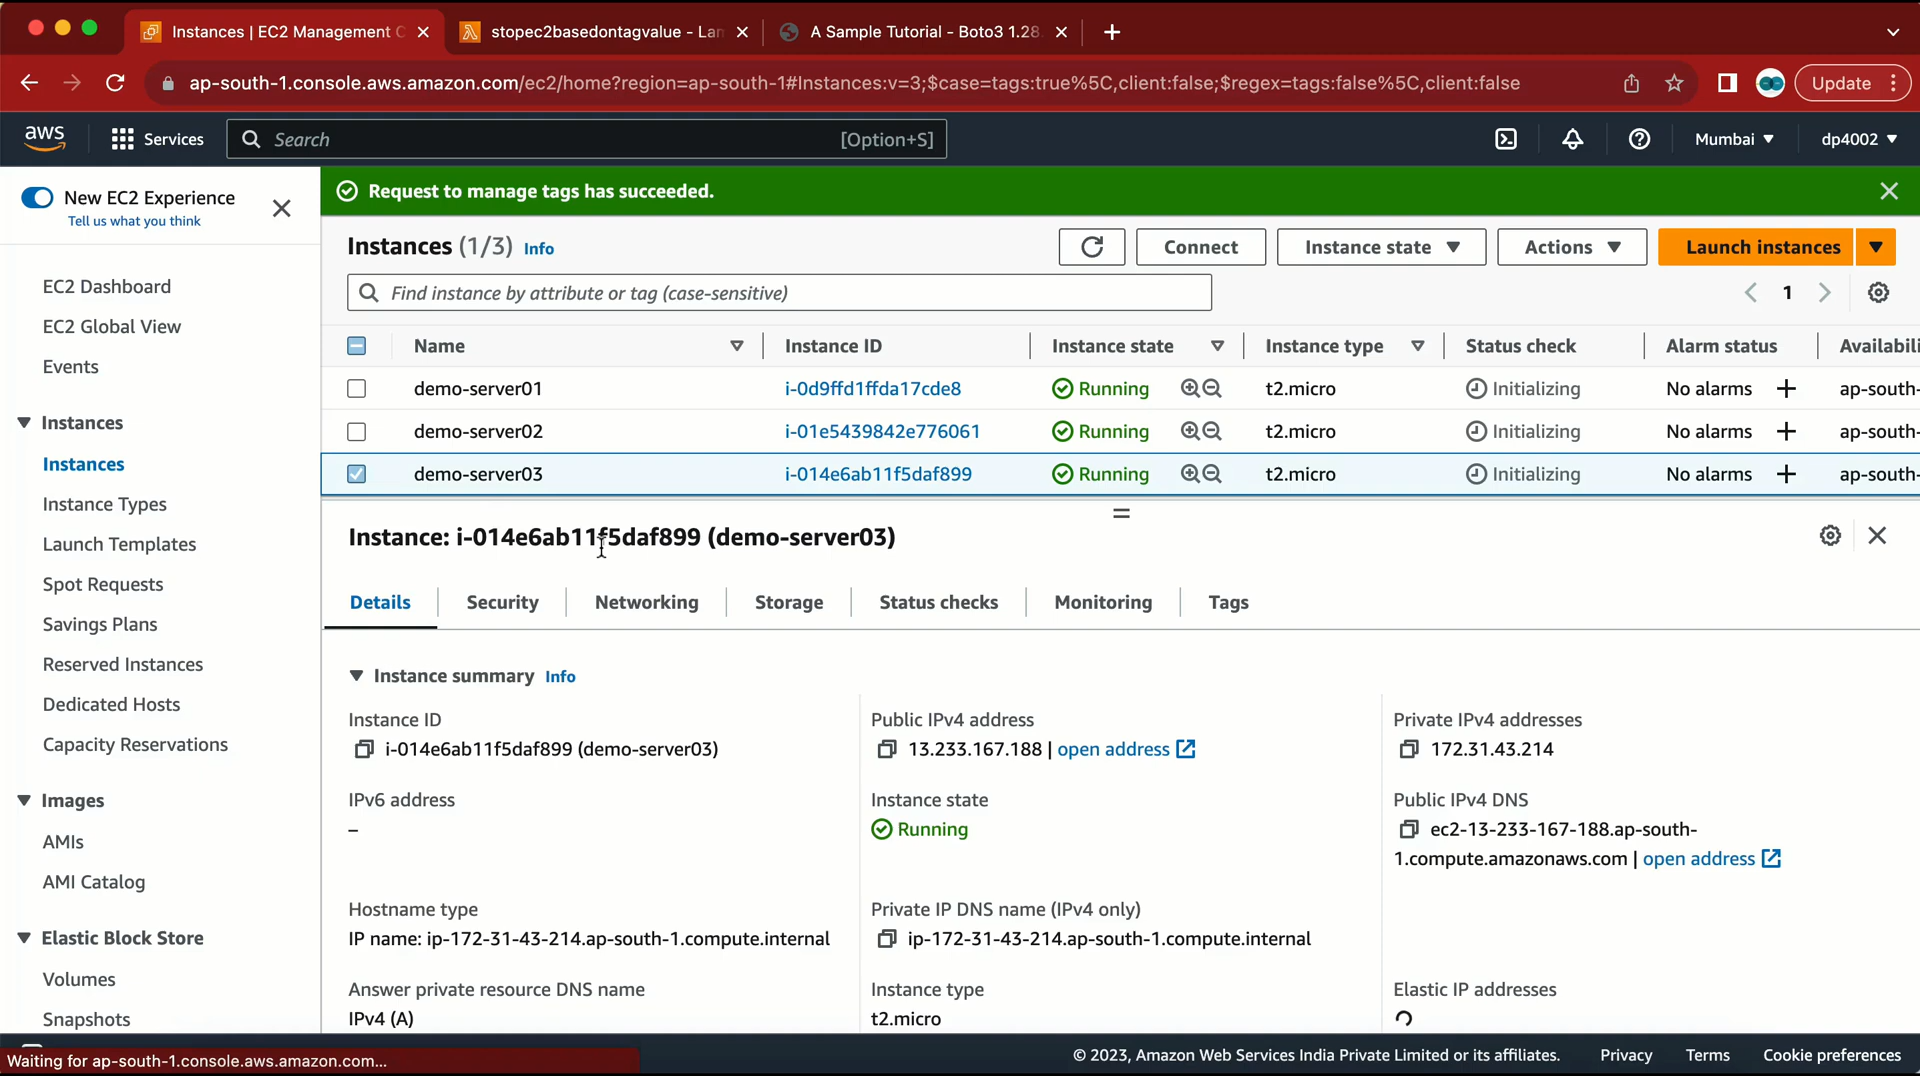 Instances | EC2 Management C
stopec2basedontagvalue - Lam
A Sample Tutorial - Boto3 1.28.
ap-south-1.console.aws.amazon.com/ec2/home?region=ap-south-1#Instances:v=3;$case=tags:true%5C,client:false;$regex=tags:false%5C,client:false
Update
aws
Services
Search
[Option+S]
Mumbai
dp4002
New EC2 Experience
Tell us what you think
Request to manage tags has succeeded.
EC2 Dashboard
EC2 Global View
Events
Instances
Instances
Instance Types
Launch Templates
Spot Requests
Savings Plans
Reserved Instances
Dedicated Hosts
Capacity Reservations
Images
AMIs
AMI Catalog
Elastic Block Store
Volumes
Snapshots
Instances (1/3) Info
Connect
Instance state
Actions
Launch instances
Find instance by attribute or tag (case-sensitive)
1
Name Instance ID Instance state Instance type Status check Alarm status Availabili
demo-server01 i-0d9ffd1ffda17cde8 Running t2.micro Initializing No alarms + ap-south-
demo-server02 i-01e5439842e776061 Running t2.micro Initializing No alarms + ap-south-
demo-server03 i-014e6ab11f5daf899 Running t2.micro Initializing No alarms + ap-south-
Instance: i-014e6ab11f5daf899 (demo-server03)
Details Security Networking Storage Status checks Monitoring Tags
Instance summary Info
Instance ID
i-014e6ab11f5daf899 (demo-server03)
Public IPv4 address
13.233.167.188 | open address
Private IPv4 addresses
172.31.43.214
IPv6 address
–
Instance state
Running
Public IPv4 DNS
ec2-13-233-167-188.ap-south-
1.compute.amazonaws.com | open address
Hostname type
IP name: ip-172-31-43-214.ap-south-1.compute.internal
Private IP DNS name (IPv4 only)
ip-172-31-43-214.ap-south-1.compute.internal
Answer private resource DNS name
IPv4 (A)
Instance type
t2.micro
Elastic IP addresses
Waiting for ap-south-1.console.aws.amazon.com...
© 2023, Amazon Web Services India Private Limited or its affiliates.
Privacy
Terms
Cookie preferences